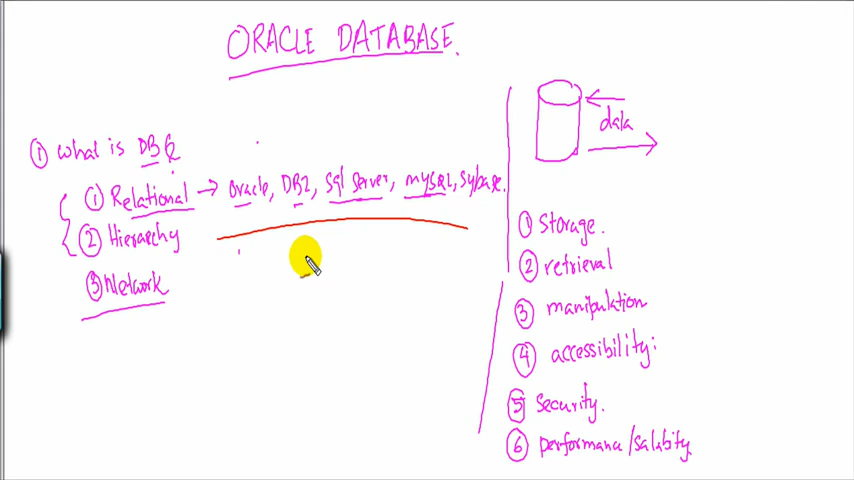 ORACLE DATABASE.
① What is DB?
① Relational → Oracle, DB2, Sql Server, mySQL, Sybase.
② Hierarchy
③ Network
data
① Storage.
② retrieval
③ manipulation
④ accessibility:
⑤ Security.
⑥ performance/salabity